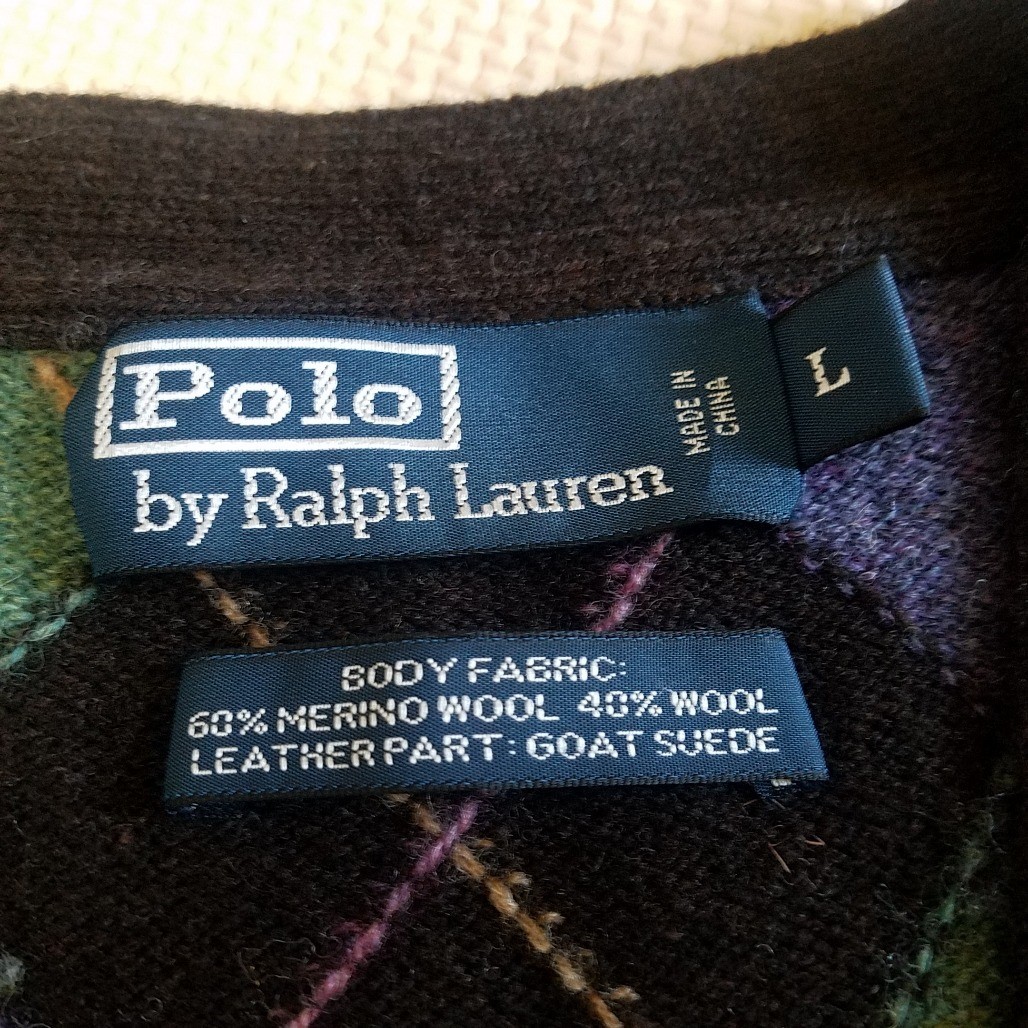 Polo
by Ralph Lauren
MADE IN
CHINA
L
BODY FABRIC:
60% MERINO WOOL 40% WOOL
LEATHER PART: GOAT SUEDE